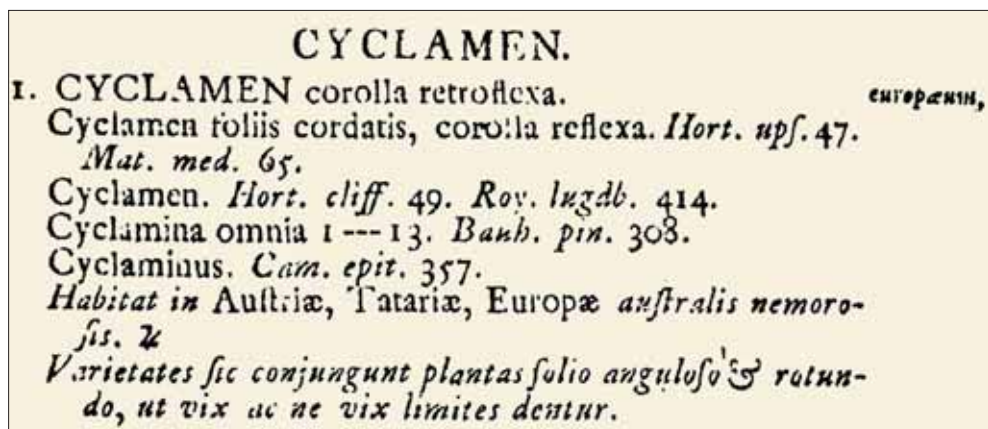 CYCLAMEN.
1. CYCLAMEN corolla retroflexa. europæum,
Cyclamen foliis cordatis, corolla reflexa. Hort. upſ. 47.
Mat. med. 65.
Cyclamen. Hort. cliff. 49. Roy. lugdb. 414.
Cyclamina omnia 1 --- 13. Bauh. pin. 308.
Cyclaminus. Cam. epit. 357.
Habitat in Auſtriæ, Tatariæ, Europæ auſtralis nemoro-
ſis. ♃
Varietates ſic conjungunt plantas folio anguloſo & rotun-
do, ut vix ac ne vix limites dentur.